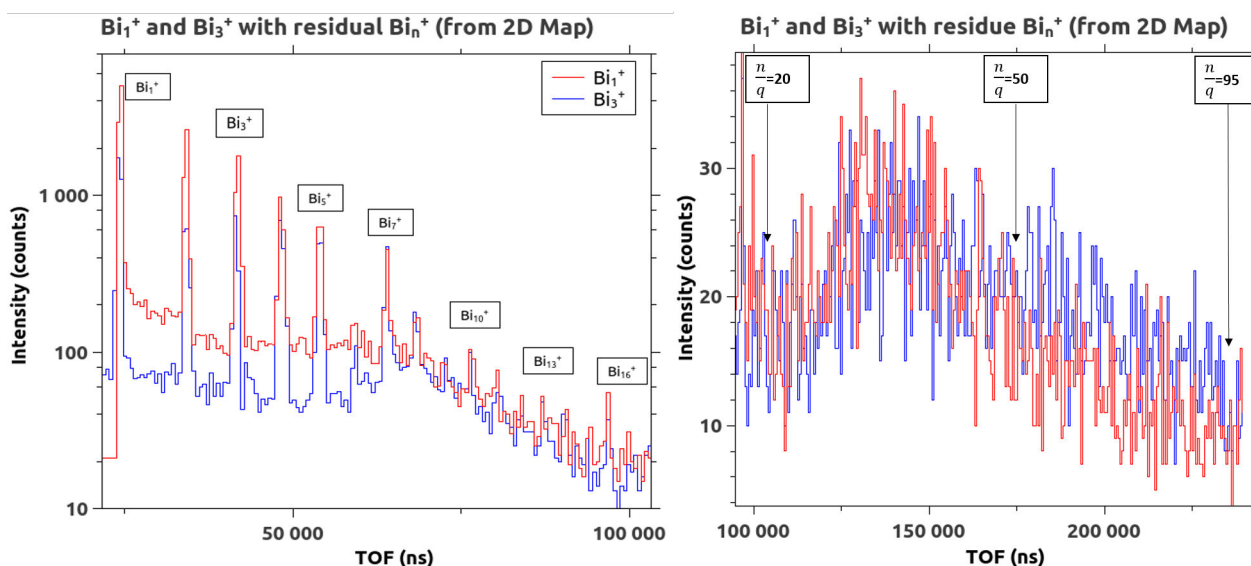 Bi₁⁺ and Bi₃⁺ with residual Biₙ⁺ (from 2D Map)
Intensity (counts)
1 000
100
10
Bi₁⁺
Bi₃⁺
Bi₅⁺
Bi₇⁺
Bi₁₀⁺
Bi₁₃⁺
Bi₁₆⁺
Bi₁⁺
Bi₃⁺
50 000
100 000
TOF (ns)
Bi₁⁺ and Bi₃⁺ with residue Biₙ⁺ (from 2D Map)
Intensity (counts)
30
20
10
n/q=20
n/q=50
n/q=95
100 000
150 000
200 000
TOF (ns)